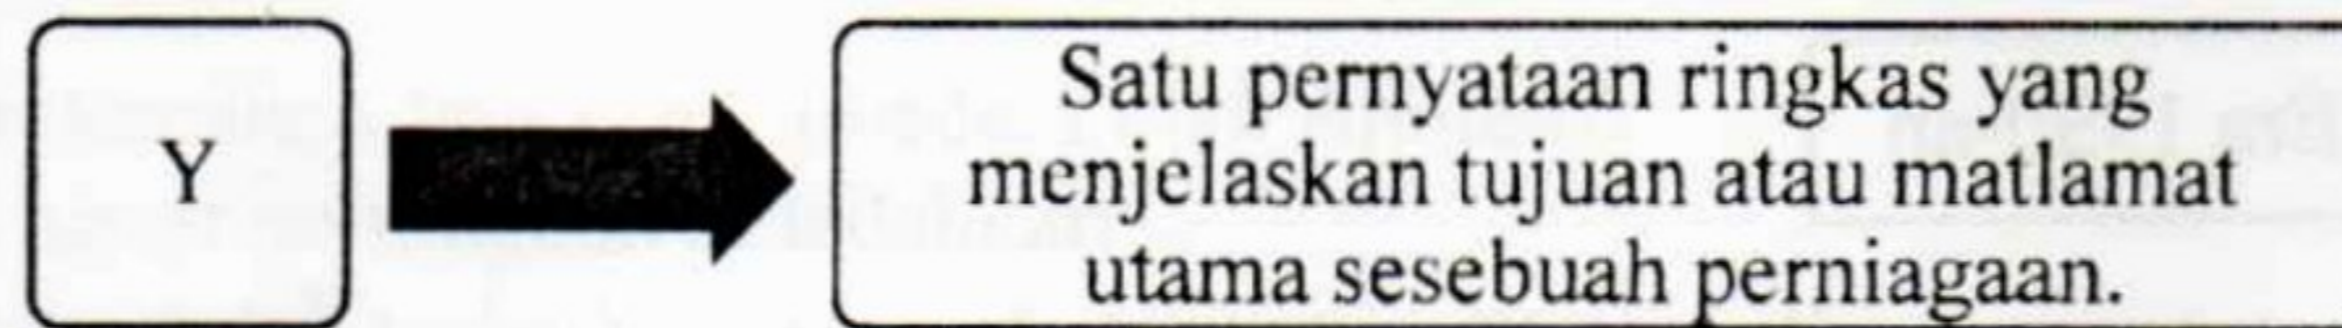 Y
Satu pernyataan ringkas yang
menjelaskan tujuan atau matlamat
utama sesebuah perniagaan.